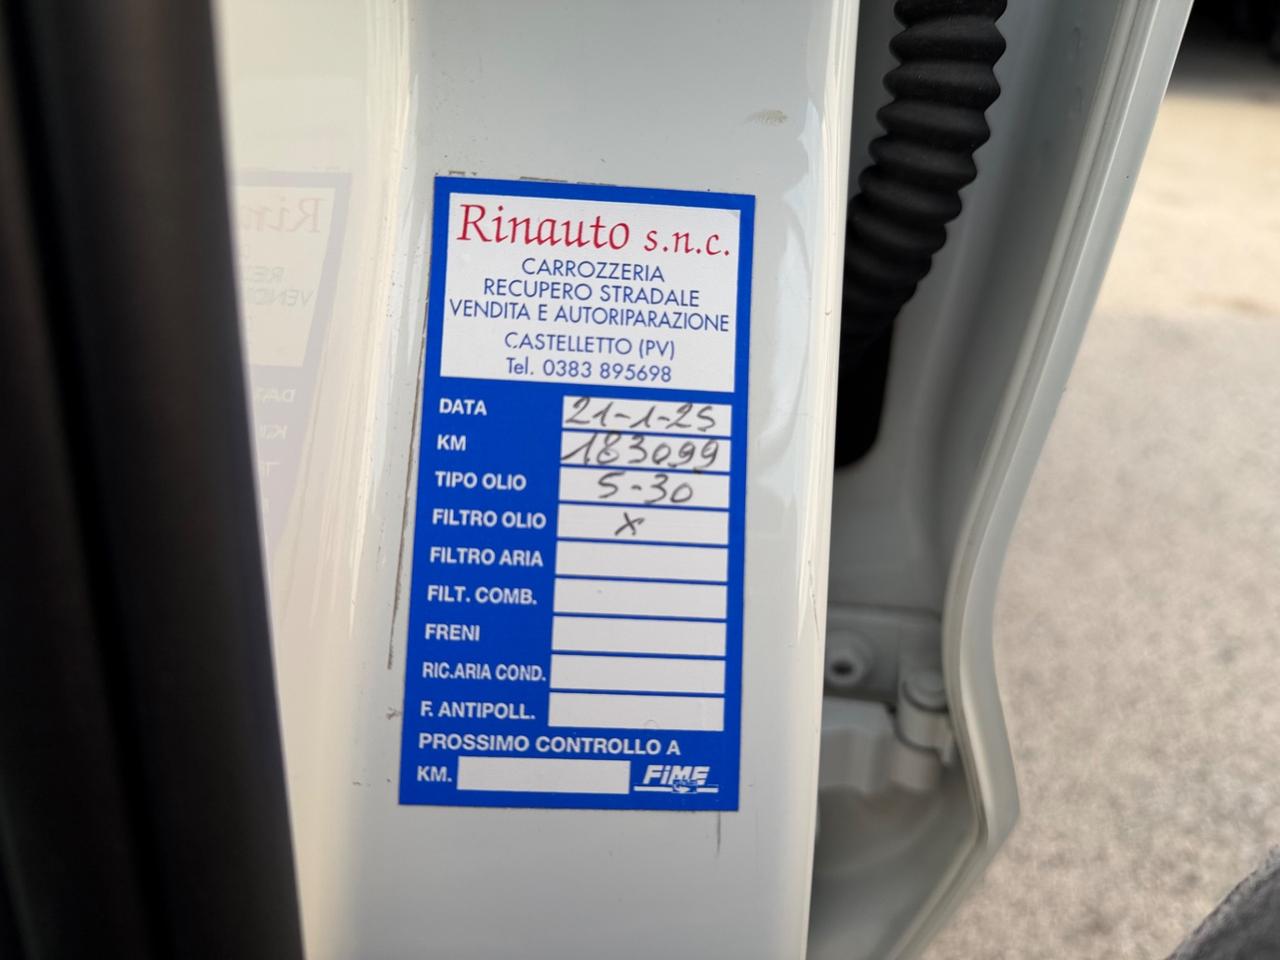 Rinauto s.n.c.
CARROZZERIA
RECUPERO STRADALE
VENDITA E AUTORIPARAZIONE
CASTELLETTO (PV)
Tel. 0383 895698
DATA 21-1-25
KM 183099
TIPO OLIO 5-30
FILTRO OLIO X
FILTRO ARIA
FILT. COMB.
FRENI
RIC.ARIA COND.
F. ANTIPOLL.
PROSSIMO CONTROLLO A
KM. FiME